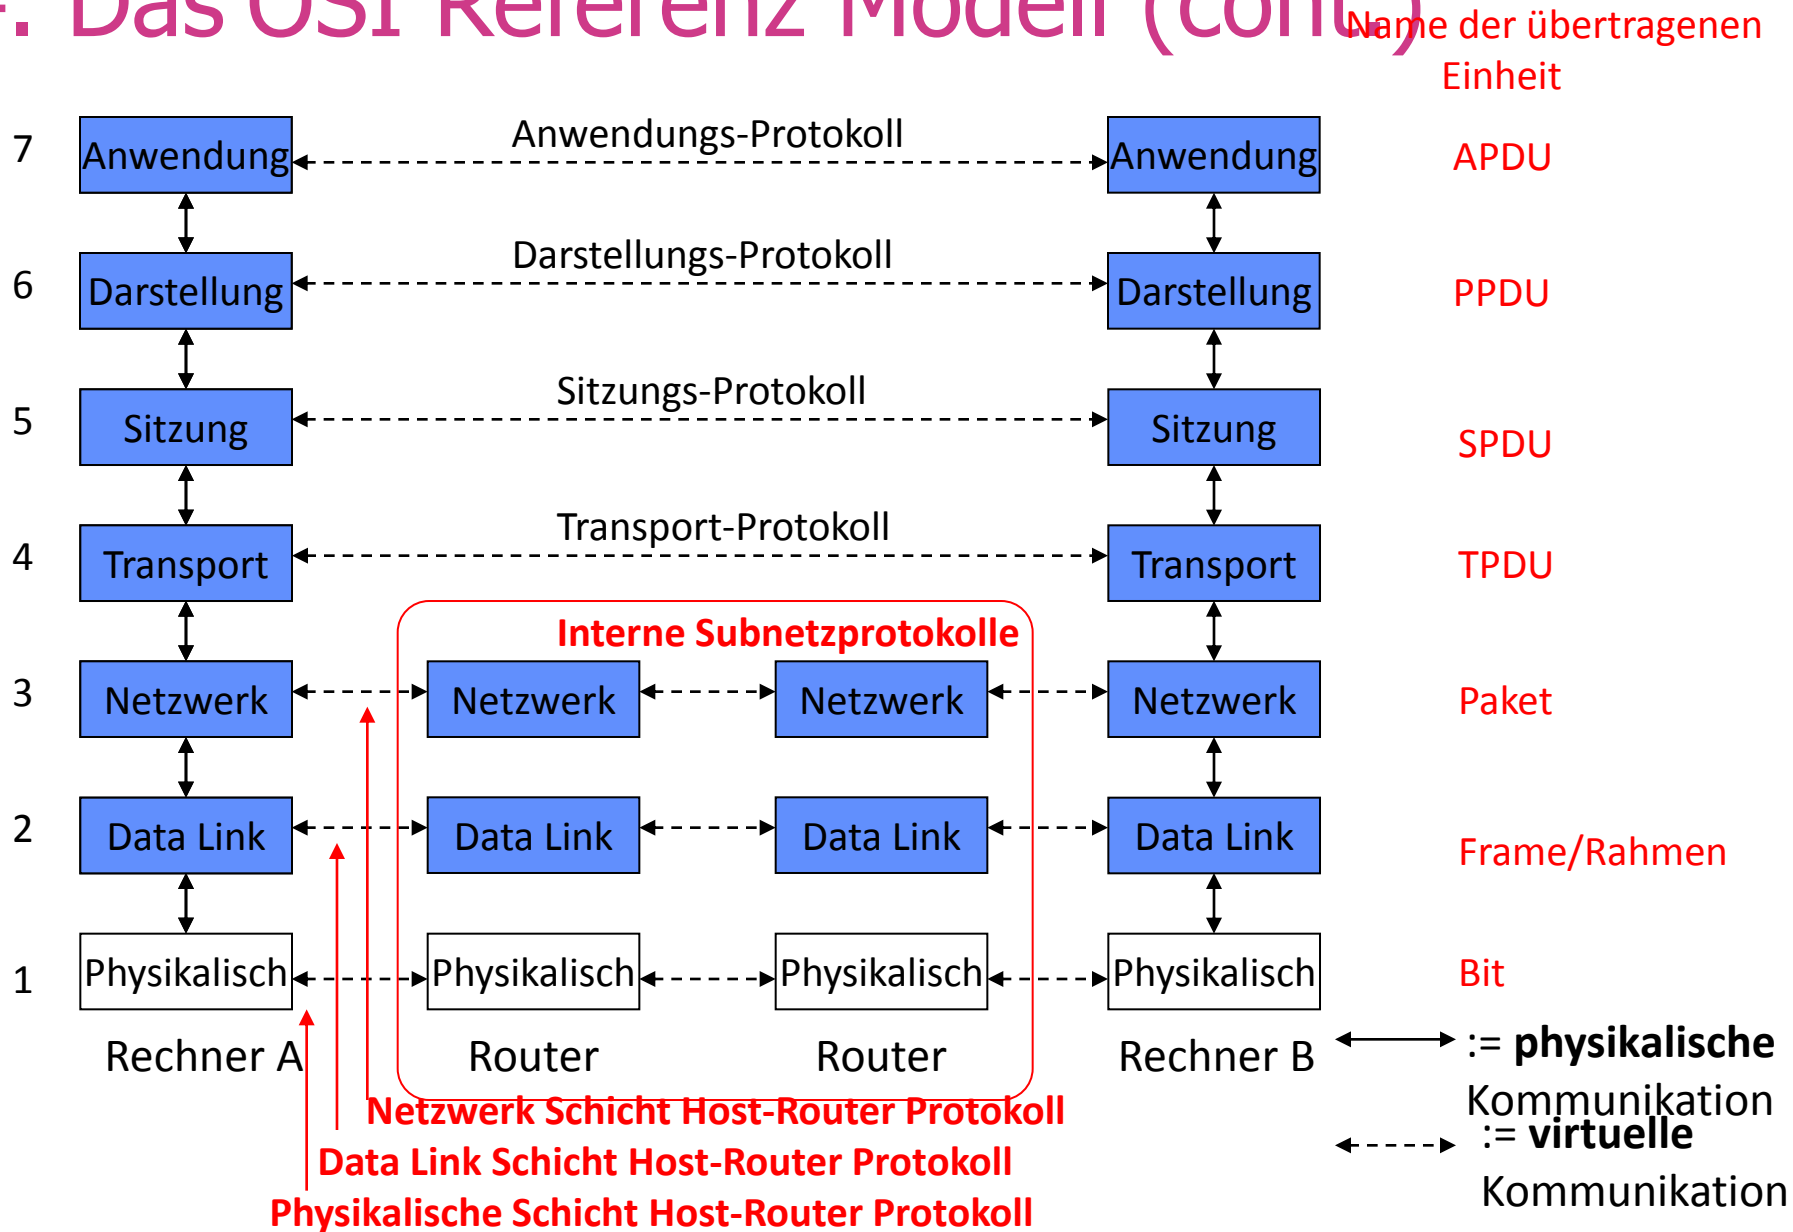 . Das OSI Referenz Modell (cont.)
Name der übertragenen
Einheit
7
Anwendung
Anwendungs-Protokoll
Anwendung
APDU
6
Darstellung
Darstellungs-Protokoll
Darstellung
PPDU
5
Sitzung
Sitzungs-Protokoll
Sitzung
SPDU
4
Transport
Transport-Protokoll
Transport
TPDU
Interne Subnetzprotokolle
3
Netzwerk
Netzwerk
Netzwerk
Netzwerk
Paket
2
Data Link
Data Link
Data Link
Data Link
Frame/Rahmen
1
Physikalisch
Physikalisch
Physikalisch
Physikalisch
Bit
Rechner A
Router
Router
Rechner B
:= physikalische
Kommunikation
:= virtuelle
Kommunikation
Netzwerk Schicht Host-Router Protokoll
Data Link Schicht Host-Router Protokoll
Physikalische Schicht Host-Router Protokoll